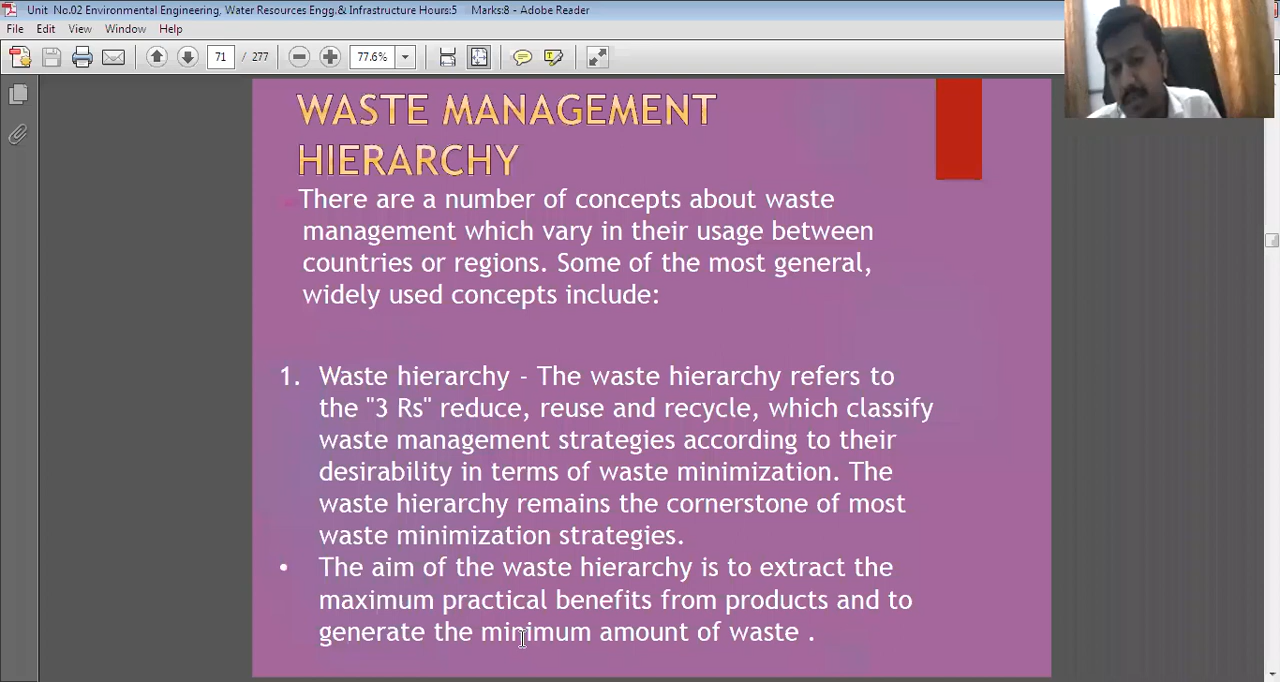 Unit No.02 Environmental Engineering, Water Resources Engg.& Infrastructure Hours:5 Marks:8 - Adobe Reader
File Edit View Window Help
71 / 277 77.6%
WASTE MANAGEMENT
HIERARCHY
There are a number of concepts about waste
management which vary in their usage between
countries or regions. Some of the most general,
widely used concepts include:
1. Waste hierarchy - The waste hierarchy refers to
the "3 Rs" reduce, reuse and recycle, which classify
waste management strategies according to their
desirability in terms of waste minimization. The
waste hierarchy remains the cornerstone of most
waste minimization strategies.
• The aim of the waste hierarchy is to extract the
maximum practical benefits from products and to
generate the minimum amount of waste .